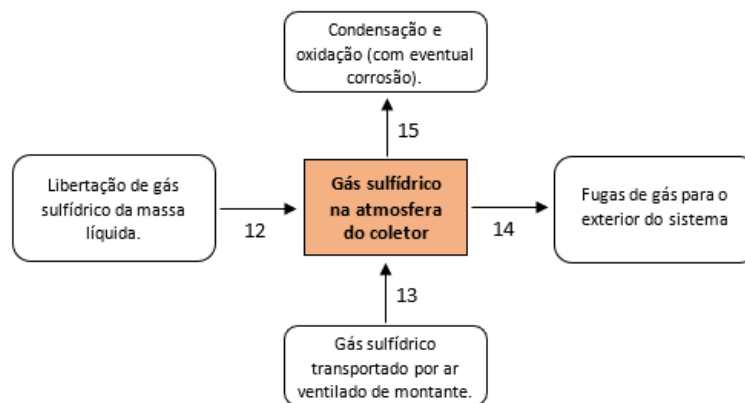 Condensação e
oxidação (com eventual
corrosão).
15
Libertação de gás
sulfídrico da massa
líquida.
12
Gás sulfídrico
na atmosfera
do coletor
14
Fugas de gás para o
exterior do sistema
13
Gás sulfídrico
transportado por ar
ventilado de montante.